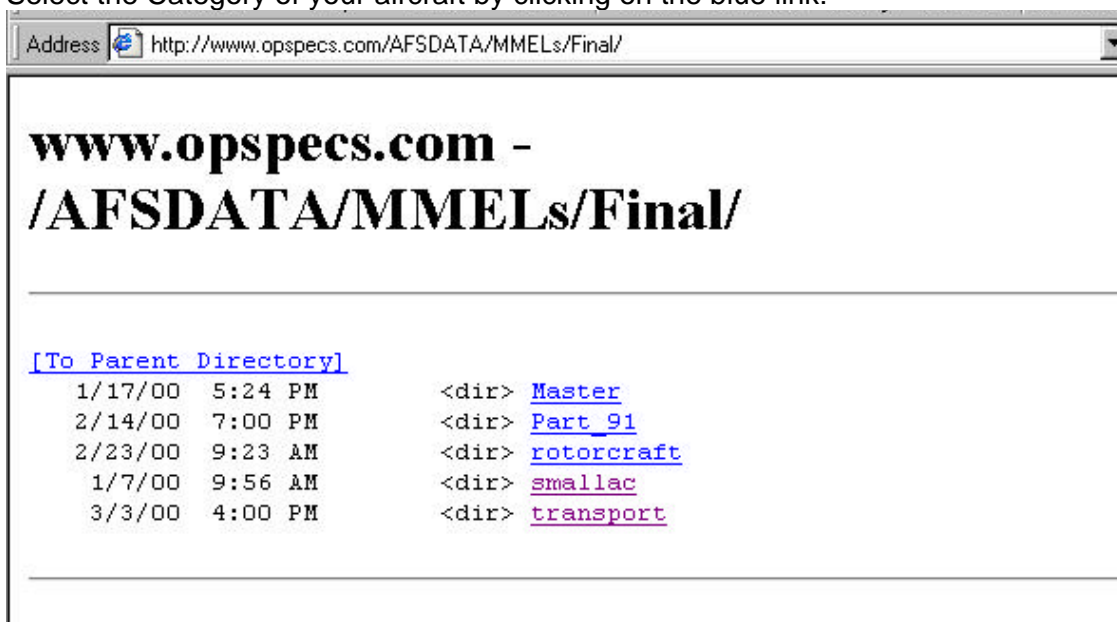 Select the Category of your aircraft by clicking on the blue link.
Address http://www.opspecs.com/AFSDATA/MMELs/Final/
www.opspecs.com -
/AFSDATA/MMELs/Final/
[To Parent Directory]
1/17/00 5:24 PM <dir> Master
2/14/00 7:00 PM <dir> Part_91
2/23/00 9:23 AM <dir> rotorcraft
1/7/00 9:56 AM <dir> smallac
3/3/00 4:00 PM <dir> transport